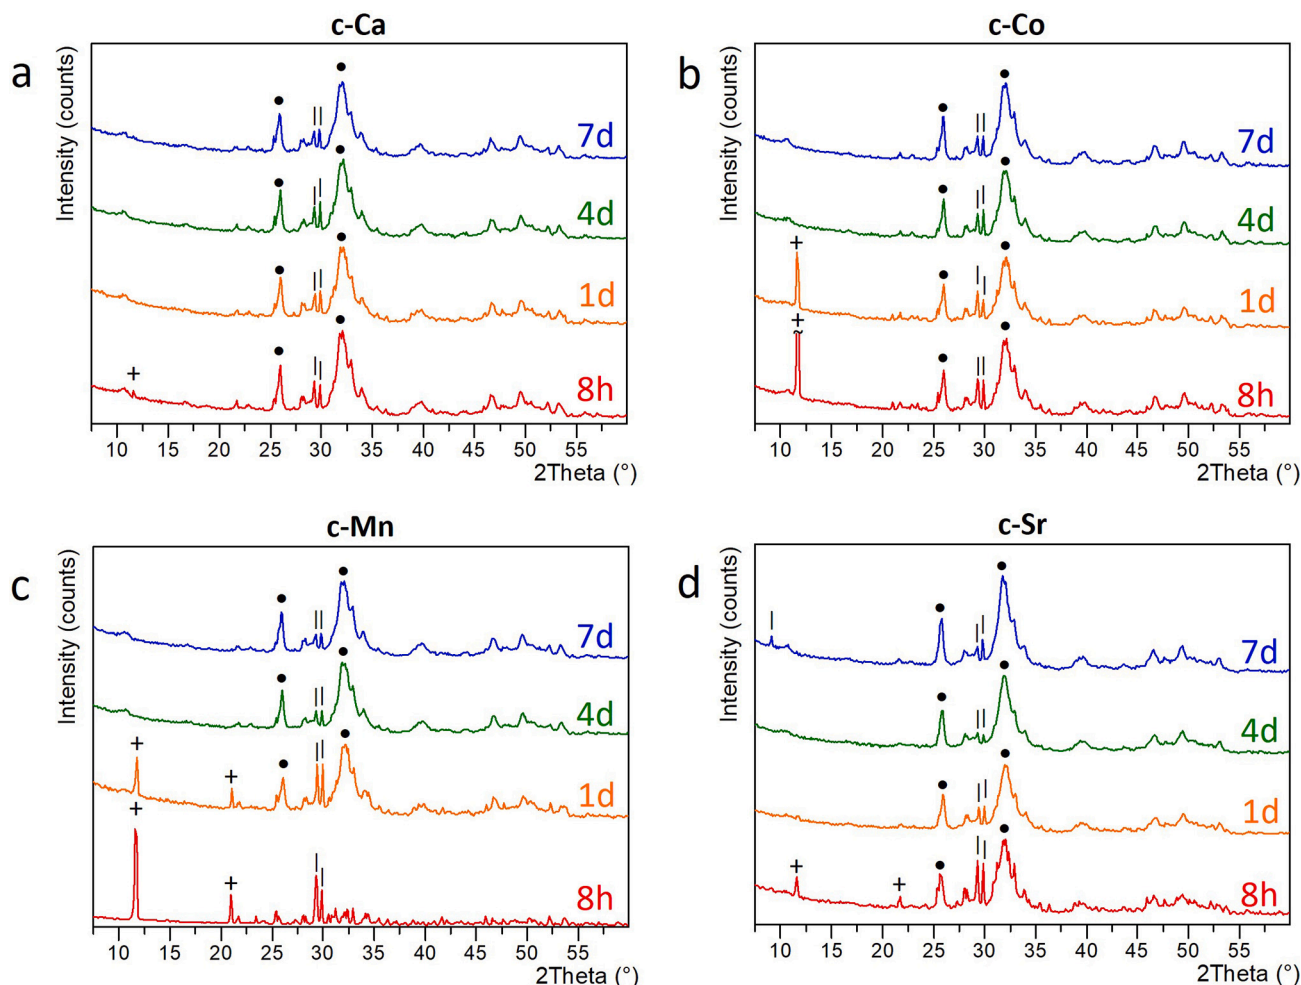 c-Ca
a
Intensity (counts)
7d
4d
1d
+
8h
10 15 20 25 30 35 40 45 50 55
2Theta (°)
c-Co
b
Intensity (counts)
7d
4d
+
1d
+
~
8h
10 15 20 25 30 35 40 45 50 55
2Theta (°)
c-Mn
c
Intensity (counts)
7d
4d
+ +
1d
+
+
8h
10 15 20 25 30 35 40 45 50 55
2Theta (°)
c-Sr
d
Intensity (counts)
7d
4d
1d
+ +
8h
10 15 20 25 30 35 40 45 50 55
2Theta (°)